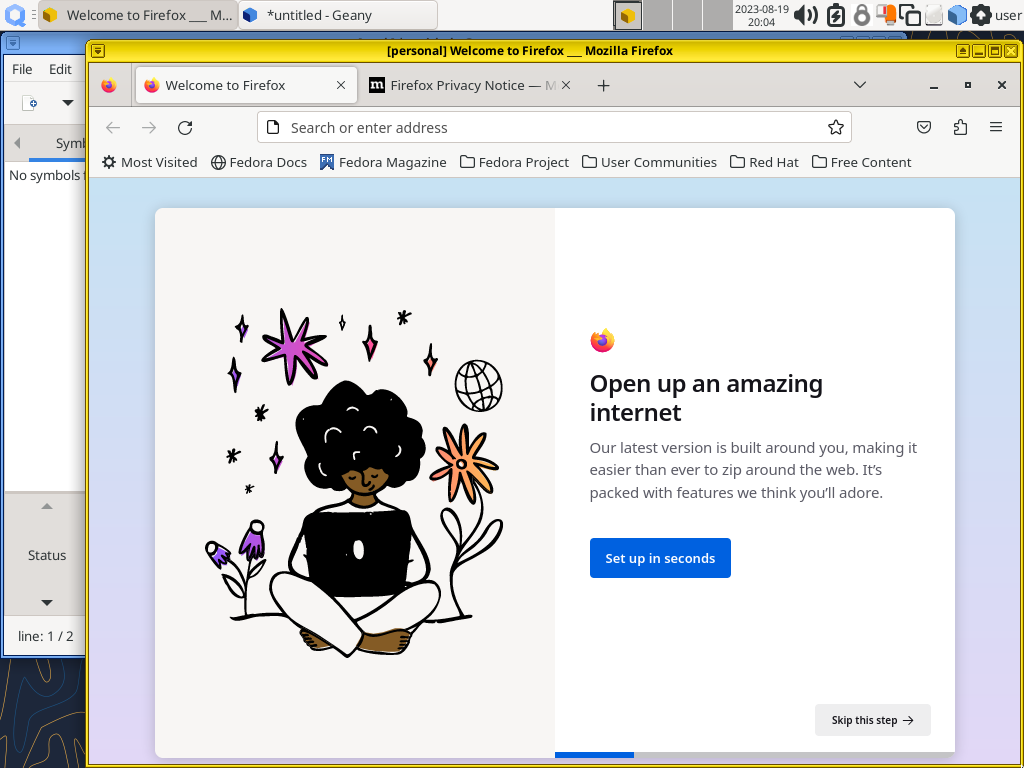 Welcome to Firefox ___ M...
*untitled - Geany
2023-08-19
20:04
user
[personal] Welcome to Firefox ___ Mozilla Firefox
File Edit
Welcome to Firefox
Firefox Privacy Notice — M
Search or enter address
Most Visited
Fedora Docs
Fedora Magazine
Fedora Project
User Communities
Red Hat
Free Content
Symb
No symbols f
Open up an amazing
internet
Our latest version is built around you, making it
easier than ever to zip around the web. It’s
packed with features we think you’ll adore.
Set up in seconds
Status
line: 1 / 2
Skip this step